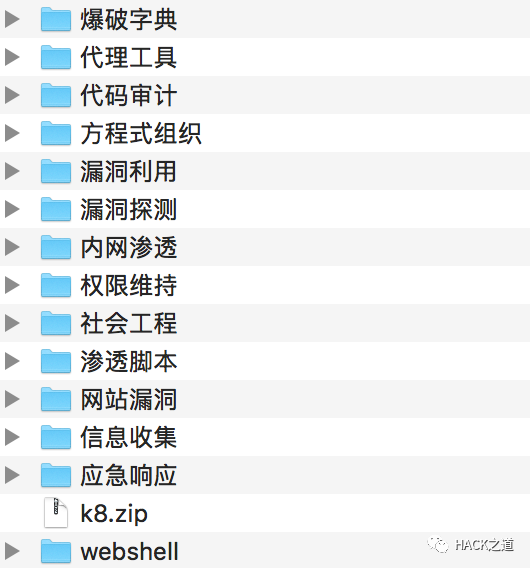 爆破字典
代理工具
代码审计
方程式组织
漏洞利用
漏洞探测
内网渗透
权限维持
社会工程
渗透脚本
网站漏洞
信息收集
应急响应
k8.zip
webshell
HACK之道